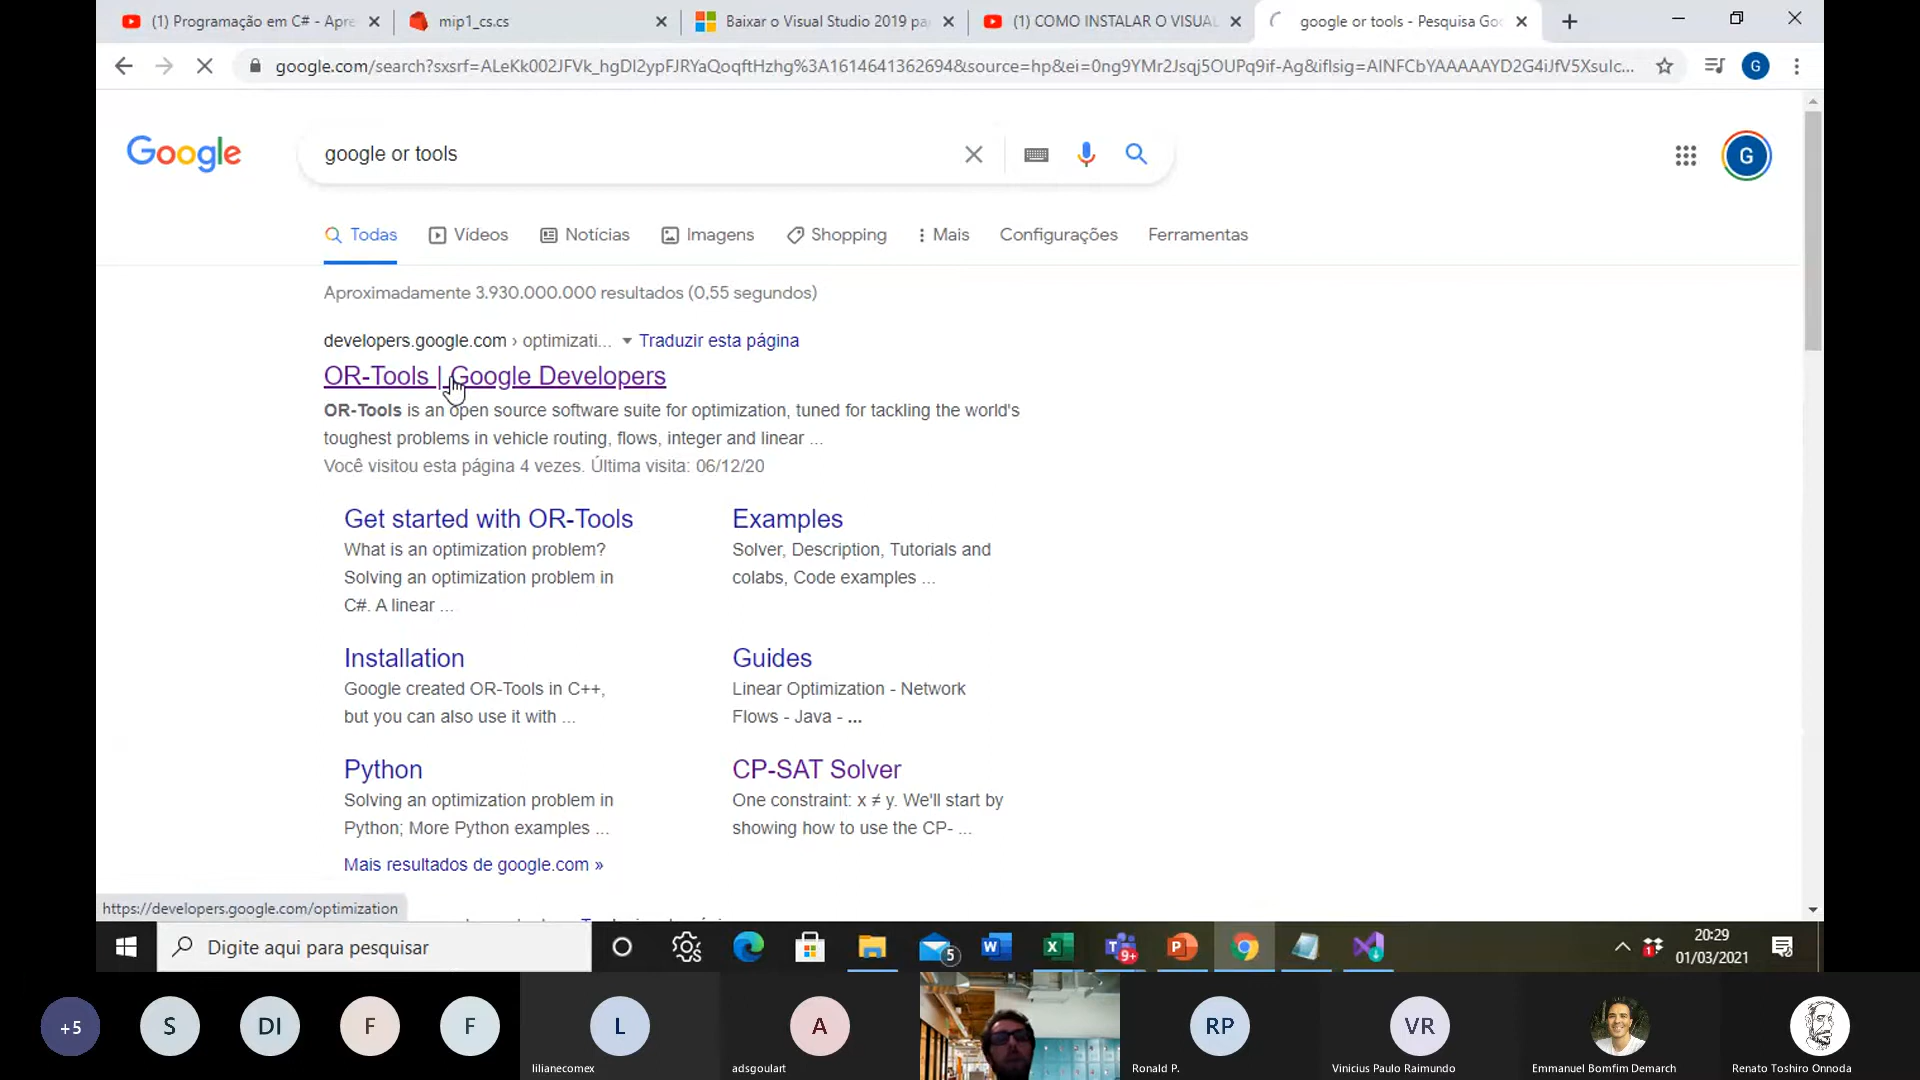 (1) Programação em C# - Apre
mip1_cs.cs
Baixar o Visual Studio 2019 pa
(1) COMO INSTALAR O VISUAL
google or tools - Pesquisa Goo
google.com/search?sxsrf=ALeKk002JFVk_hgDI2ypFJRYaQoqftHzhg%3A1614641362694&source=hp&ei=0ng9YMr2Jsqj5OUPq9if-Ag&iflsig=AINFCbYAAAAAYD2G4iJfV5Xsulc...
G
Google
google or tools
G
Todas
Vídeos
Notícias
Imagens
Shopping
Mais
Configurações
Ferramentas
Aproximadamente 3.930.000.000 resultados (0,55 segundos)
developers.google.com › optimizati... Traduzir esta página
OR-Tools | Google Developers
OR-Tools is an open source software suite for optimization, tuned for tackling the world's
toughest problems in vehicle routing, flows, integer and linear ...
Você visitou esta página 4 vezes. Última visita: 06/12/20
Get started with OR-Tools
What is an optimization problem?
Solving an optimization problem in
C#. A linear ...
Examples
Solver, Description, Tutorials and
colabs, Code examples ...
Installation
Google created OR-Tools in C++,
but you can also use it with ...
Guides
Linear Optimization - Network
Flows - Java - ...
Python
Solving an optimization problem in
Python; More Python examples ...
CP-SAT Solver
One constraint: x ≠ y. We'll start by
showing how to use the CP- ...
Mais resultados de google.com »
https://developers.google.com/optimization
Digite aqui para pesquisar
5
W
X
T
9+
P
1
20:29
01/03/2021
+5
S
DI
F
F
L
lilianecomex
A
adsgoulart
RP
Ronald P.
VR
Vinicius Paulo Raimundo
Emmanuel Bomfim Demarch
Renato Toshiro Onnoda